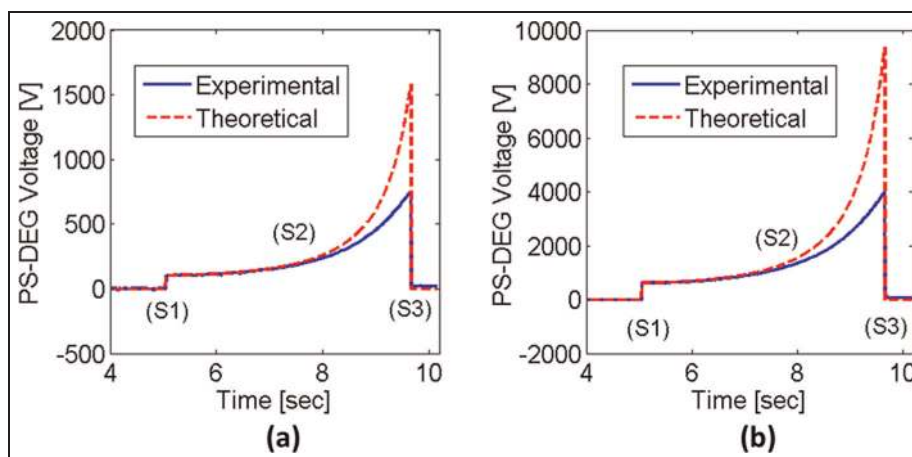 2000
1500
1000
500
0
-500
PS-DEG Voltage [V]
Experimental
Theoretical
(S1)
(S2)
(S3)
4
6
8
10
Time [sec]
(a)
10000
8000
6000
4000
2000
0
-2000
PS-DEG Voltage [V]
Experimental
Theoretical
(S1)
(S2)
(S3)
4
6
8
10
Time [sec]
(b)